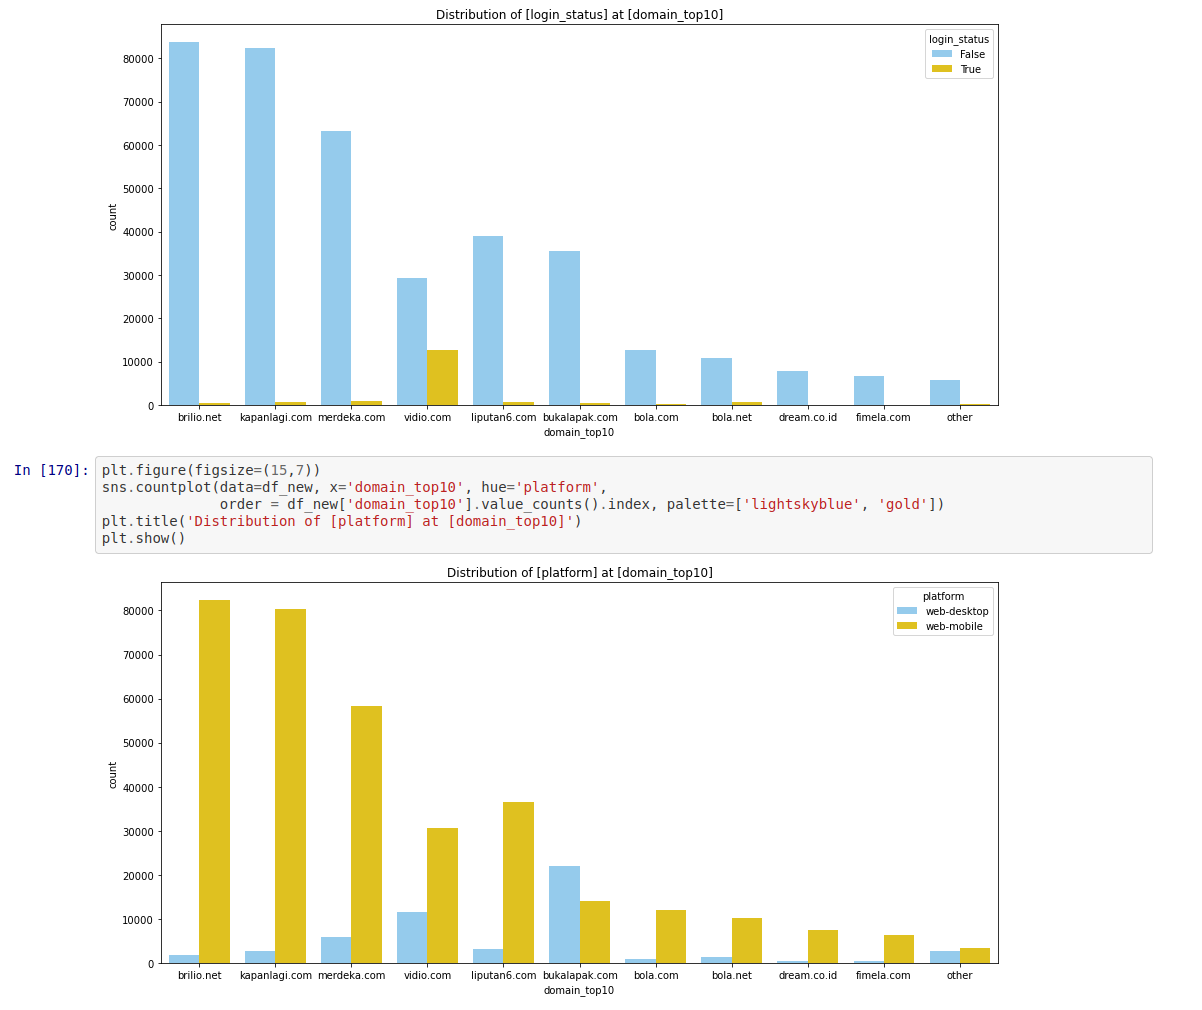 Distribution of [login_status] at [domain_top10]
login_status
False
True
80000
70000
60000
50000
40000
30000
20000
10000
0
count
brilio.net kapanlagi.com merdeka.com vidio.com liputan6.com bukalapak.com bola.com bola.net dream.co.id fimela.com other
domain_top10
In [170]: plt.figure(figsize=(15,7))
sns.countplot(data=df_new, x='domain_top10', hue='platform',
order = df_new['domain_top10'].value_counts().index, palette=['lightskyblue', 'gold'])
plt.title('Distribution of [platform] at [domain_top10]')
plt.show()
Distribution of [platform] at [domain_top10]
platform
web-desktop
web-mobile
80000
70000
60000
50000
40000
30000
20000
10000
0
count
brilio.net kapanlagi.com merdeka.com vidio.com liputan6.com bukalapak.com bola.com bola.net dream.co.id fimela.com other
domain_top10